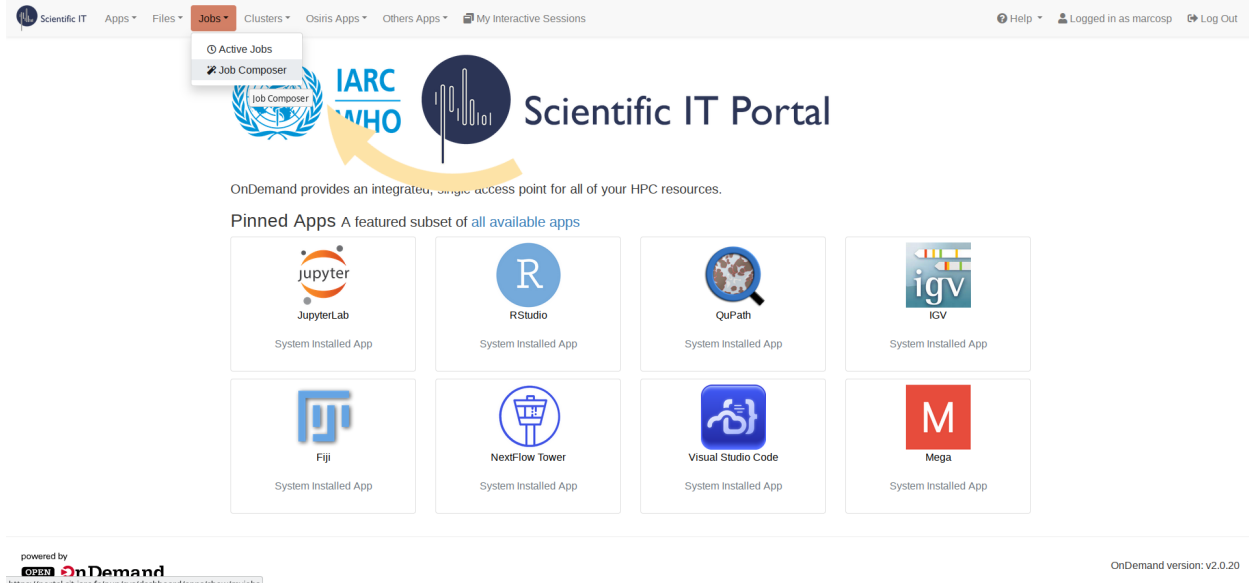 Scientific IT Apps Files Jobs Clusters Osiris Apps Others Apps My Interactive Sessions Help Logged in as marcosp Log Out
Active Jobs
Job Composer
Job Composer
IARC
WHO
Scientific IT Portal
OnDemand provides an integrated, single access point for all of your HPC resources.
Pinned Apps A featured subset of all available apps
jupyter
R
igv
JupyterLab RStudio QuPath IGV
System Installed App System Installed App System Installed App System Installed App
M
Fiji NextFlow Tower Visual Studio Code Mega
System Installed App System Installed App System Installed App System Installed App
powered by
OPEN OnDemand
OnDemand version: v2.0.20